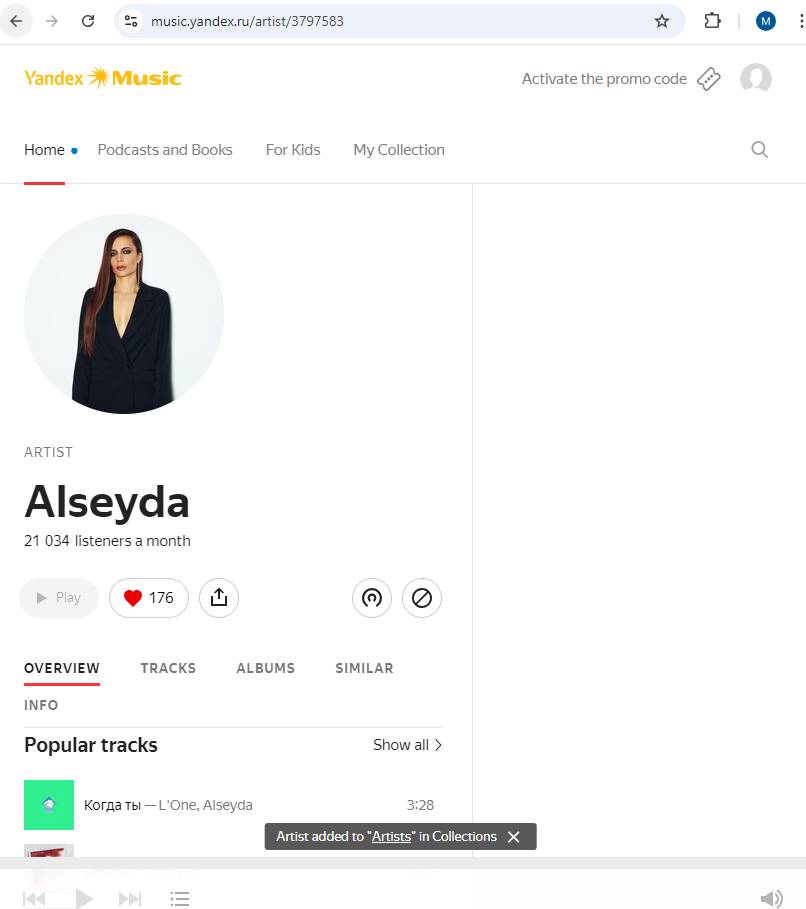 music.yandex.ru/artist/3797583
M
Yandex Music
Activate the promo code
Home
Podcasts and Books
For Kids
My Collection
ARTIST
Alseyda
21 034 listeners a month
Play
176
OVERVIEW
TRACKS
ALBUMS
SIMILAR
INFO
Popular tracks
Show all
Когда ты — L'One, Alseyda
3:28
Artist added to "Artists" in Collections